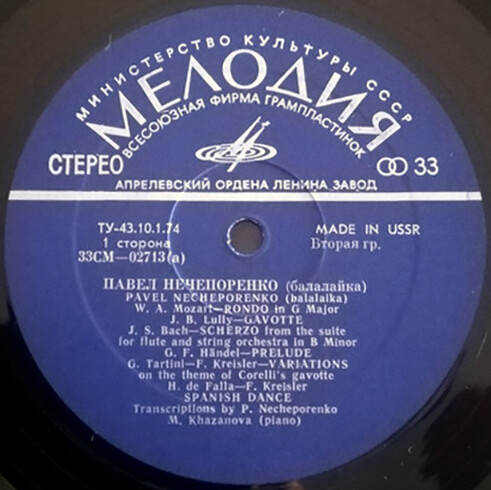 МИНИСТЕРСТВО КУЛЬТУРЫ СССР
МЕЛОДИЯ
ВСЕСОЮЗНАЯ ФИРМА ГРАМПЛАСТИНОК
СТЕРЕО
33
АПРЕЛЕВСКИЙ ОРДЕНА ЛЕНИНА ЗАВОД
ТУ-43.10.1.74 MADE IN USSR
1 сторона Вторая гр.
33СМ—02713(а)
ПАВЕЛ НЕЧЕПОРЕНКО (балалайка)
PAVEL NECHEPORENKO (balalaika)
W. A. Mozart—RONDO in G Major
J. B. Lully—GAVOTTE
J. S. Bach—SCHERZO from the suite
for flute and string orchestra in B Minor
G. F. Händel—PRELUDE
G. Tartini—F. Kreisler—VARIATIONS
on the theme of Corelli's gavotte
H. de Falla—F. Kreisler
SPANISH DANCE
Transcriptions by P. Necheporenko
M. Khazanova (piano)